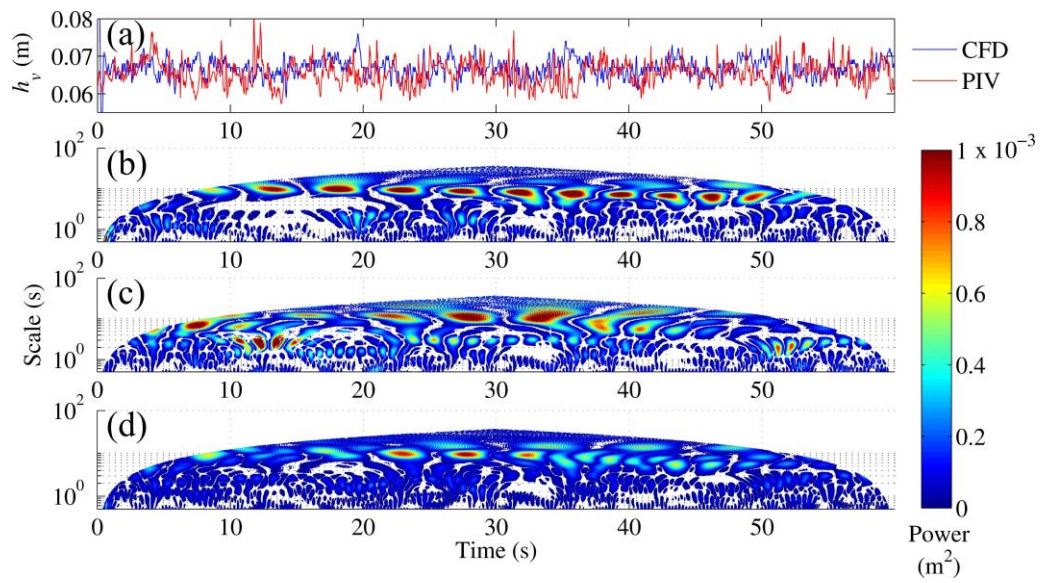 0.08
(a)
0.07
0.06
h_v (m)
CFD
PIV
0 10 20 30 40 50
10^2
(b)
10^0
0 10 20 30 40 50
10^2
(c)
10^0
Scale (s)
0 10 20 30 40 50
10^2
(d)
10^0
0 10 20 30 40 50
Time (s)
1 x 10^-3
0.8
0.6
0.4
0.2
0
Power
(m^2)